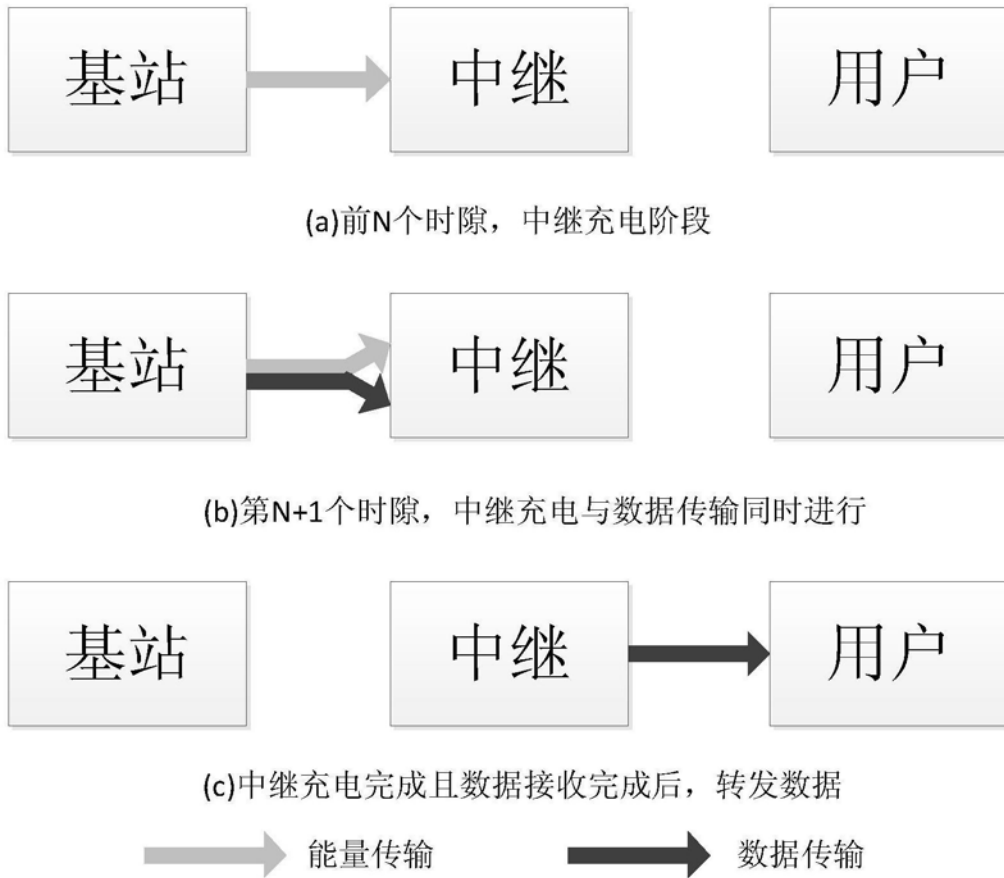 基站 中继 用户
(a)前N个时隙，中继充电阶段
基站 中继 用户
(b)第N+1个时隙，中继充电与数据传输同时进行
基站 中继 用户
(c)中继充电完成且数据接收完成后，转发数据
能量传输 数据传输